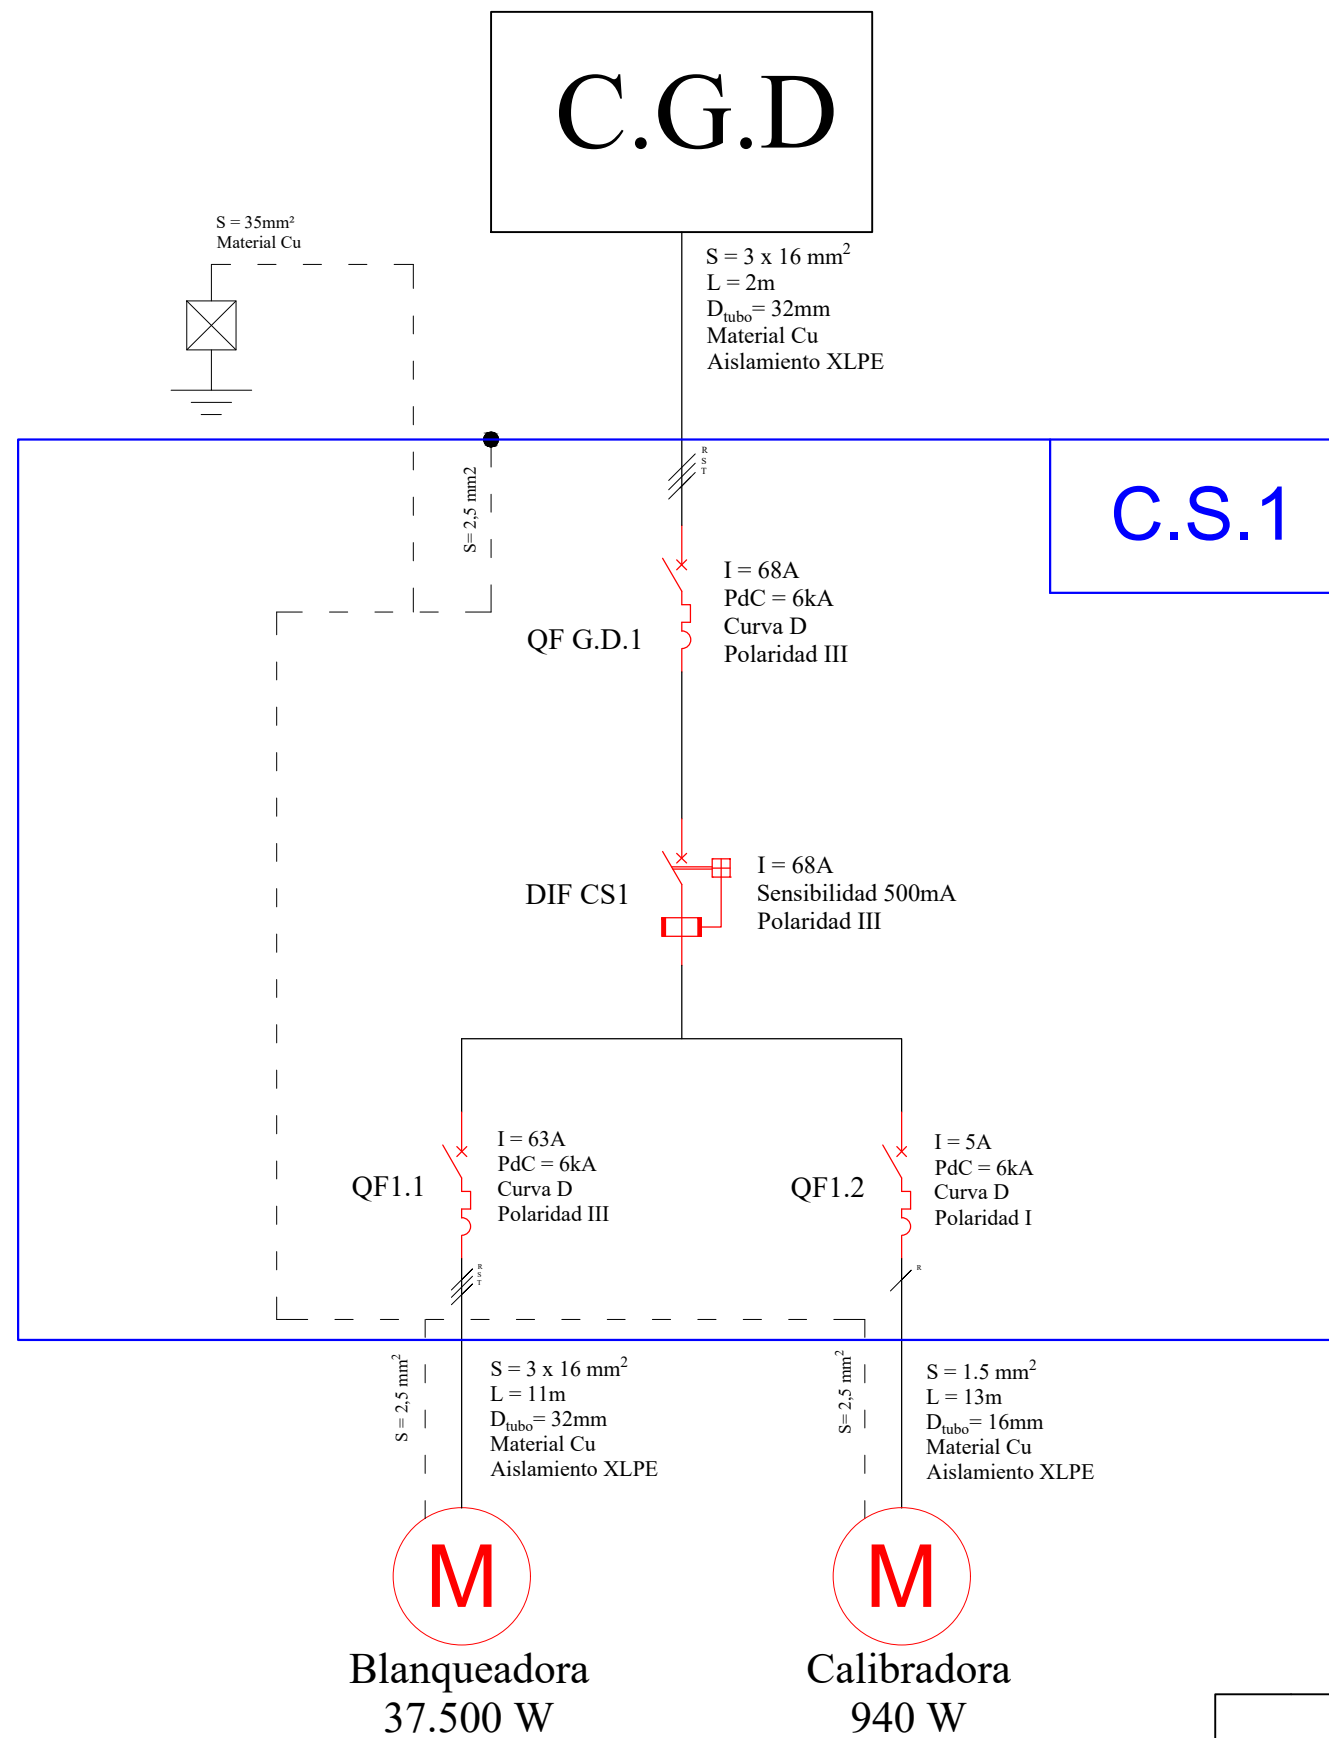 C.G.D
S = 35mm²
Material Cu
S = 3 x 16 mm²
L = 2m
Dtubo= 32mm
Material Cu
Aislamiento XLPE
C.S.1
R
S
T
S= 2,5 mm2
I = 68A
PdC = 6kA
Curva D
Polaridad III
QF G.D.1
I = 68A
Sensibilidad 500mA
Polaridad III
DIF CS1
I = 63A
PdC = 6kA
Curva D
Polaridad III
QF1.1
I = 5A
PdC = 6kA
Curva D
Polaridad I
QF1.2
R
S
T
R
S = 2,5 mm²
S = 3 x 16 mm²
L = 11m
Dtubo= 32mm
Material Cu
Aislamiento XLPE
S= 2,5 mm²
S = 1.5 mm²
L = 13m
Dtubo= 16mm
Material Cu
Aislamiento XLPE
M
M
Blanqueadora
37.500 W
Calibradora
940 W